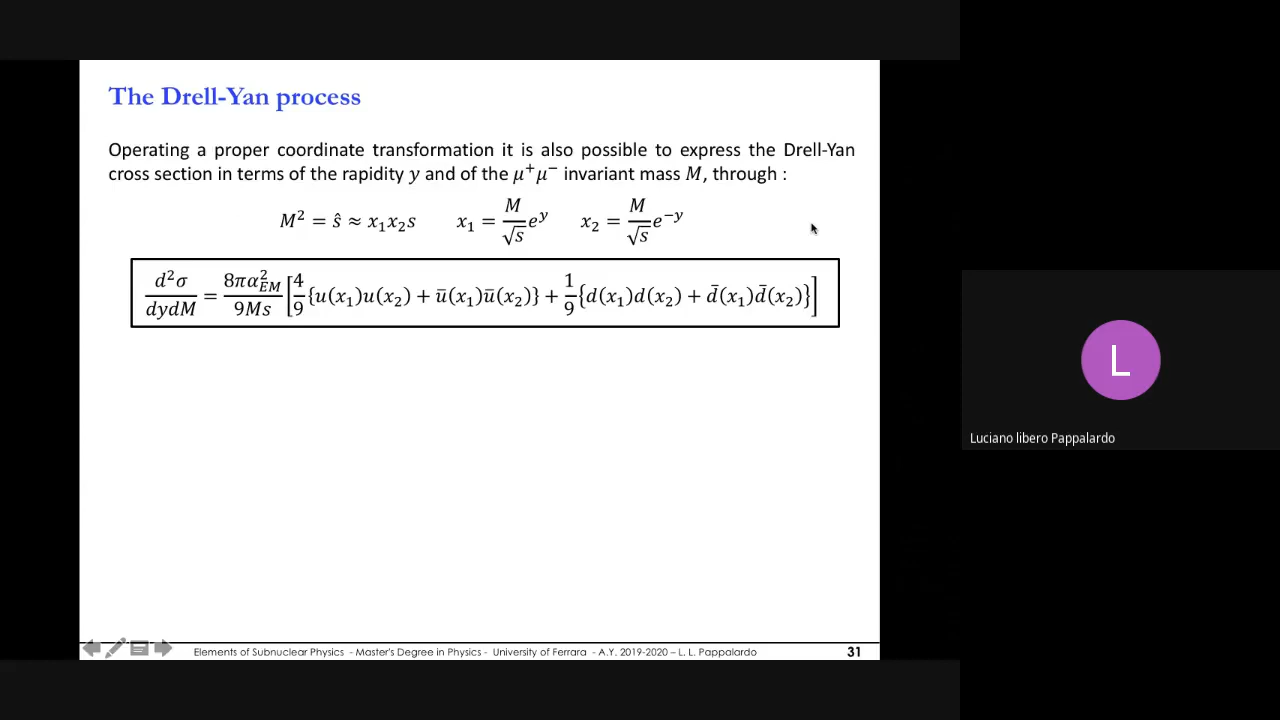 The Drell-Yan process
Operating a proper coordinate transformation it is also possible to express the Drell-Yan
cross section in terms of the rapidity 𝑦 and of the 𝜇⁺𝜇⁻ invariant mass 𝑀, through :
𝑀² = ŝ ≈ 𝑥₁𝑥₂𝑠   𝑥₁ = 𝑀/√𝑠 𝑒^𝑦   𝑥₂ = 𝑀/√𝑠 𝑒^−𝑦
𝑑²𝜎/𝑑𝑦𝑑𝑀 = 8𝜋𝛼²_𝐸𝑀/9𝑀𝑠 [4/9 {𝑢(𝑥₁)𝑢(𝑥₂) + ū(𝑥₁)ū(𝑥₂)} + 1/9 {𝑑(𝑥₁)𝑑(𝑥₂) + d̄(𝑥₁)d̄(𝑥₂)}]
L
Luciano libero Pappalardo
Elements of Subnuclear Physics - Master's Degree in Physics - University of Ferrara - A.Y. 2019-2020 – L. L. Pappalardo 31